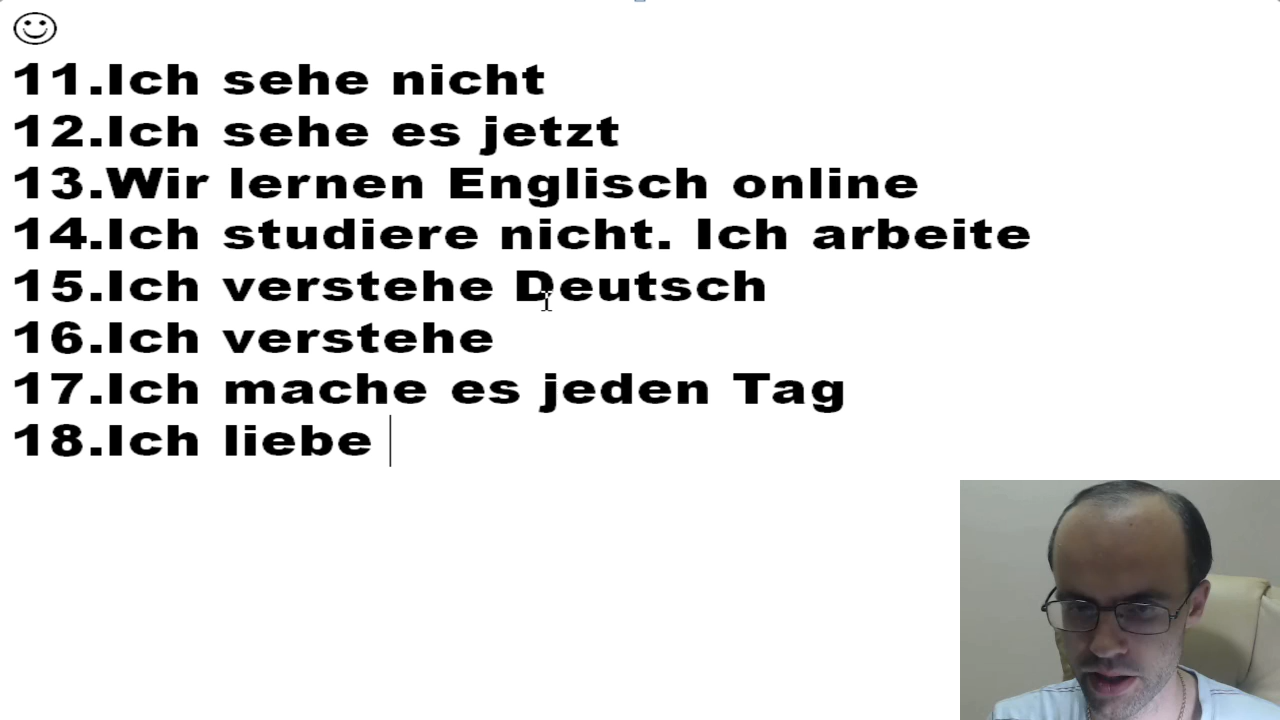 11.Ich sehe nicht
12.Ich sehe es jetzt
13.Wir lernen Englisch online
14.Ich studiere nicht. Ich arbeite
15.Ich verstehe Deutsch
16.Ich verstehe
17.Ich mache es jeden Tag
18.Ich liebe